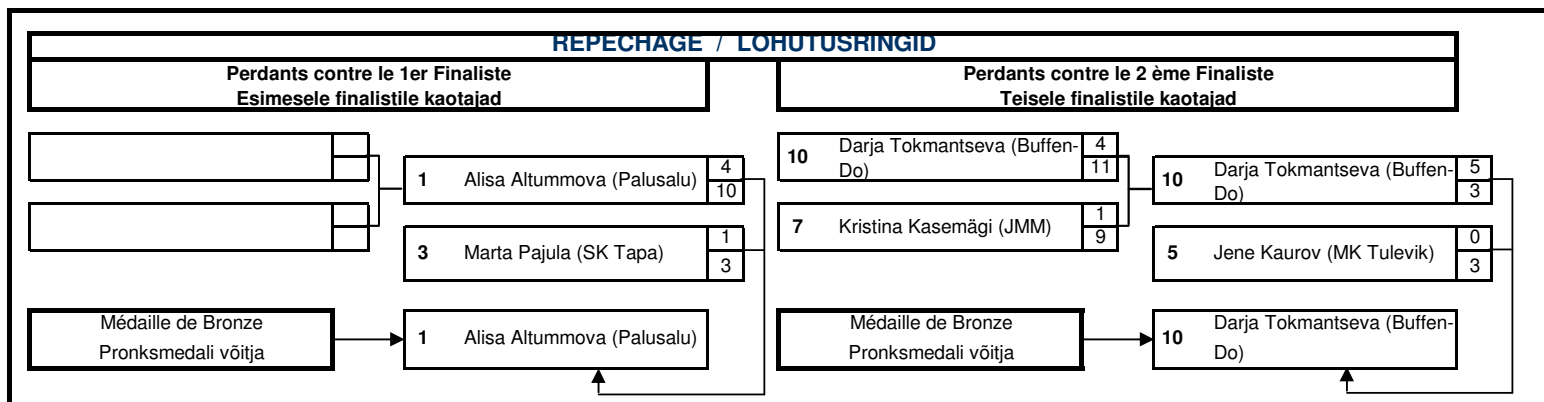 REPECHAGE / LOHUTUSRINGID
Perdants contre le 1er Finaliste
Esimesele finalistile kaotajad
Perdants contre le 2 ème Finaliste
Teisele finalistile kaotajad
1 Alisa Altummova (Palusalu) 4
10
3 Marta Pajula (SK Tapa) 1
3
Médaille de Bronze
Pronksmedali võitja
1 Alisa Altummova (Palusalu)
10 Darja Tokmantseva (Buffen- 4
Do) 11
7 Kristina Kasemägi (JMM) 1
9
10 Darja Tokmantseva (Buffen- 5
Do) 3
5 Jene Kaurov (MK Tulevik) 0
3
Médaille de Bronze
Pronksmedali võitja
10 Darja Tokmantseva (Buffen-
Do)